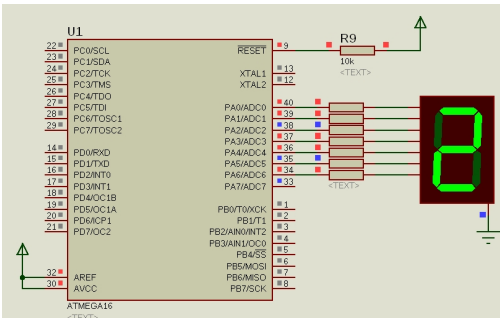 U1
22 PC0/SCL
23 PC1/SDA
24 PC2/TCK
25 PC3/TMS
26 PC4/TDO
27 PC5/TDI
28 PC6/TOSC1
29 PC7/TOSC2
14 PD0/RXD
15 PD1/TXD
16 PD2/INT0
17 PD3/INT1
18 PD4/OC1B
19 PD5/OC1A
20 PD6/ICP1
21 PD7/OC2
32 AREF
30 AVCC
RESET 9
XTAL1 13
XTAL2 12
PA0/ADC0 40
PA1/ADC1 39
PA2/ADC2 38
PA3/ADC3 37
PA4/ADC4 36
PA5/ADC5 35
PA6/ADC6 34
PA7/ADC7 33
PB0/T0/XCK 1
PB1/T1 2
PB2/AIN0/INT2 3
PB3/AIN1/OC0 4
PB4/SS 5
PB5/MOSI 6
PB6/MISO 7
PB7/SCK 8
ATMEGA16
<TEXT>
R9
10k
<TEXT>
<TEXT>
2